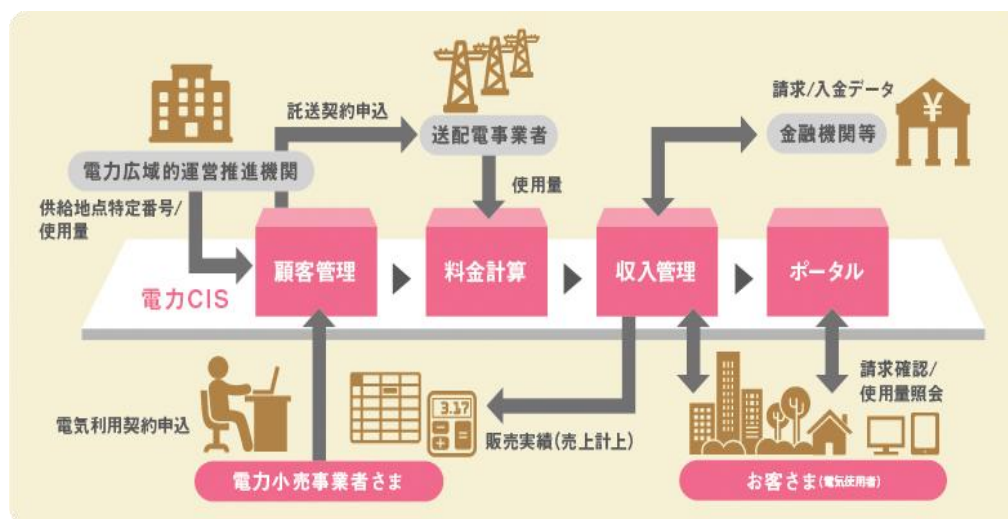 託送契約申込
送配電事業者
請求/入金データ
金融機関等
¥
電力広域的運営推進機関
供給地点特定番号/
使用量
使用量
顧客管理
料金計算
収入管理
ポータル
電力CIS
電気利用契約申込
3.17
販売実績(売上計上)
請求確認/
使用量照会
電力小売事業者さま
お客さま(電気使用者)